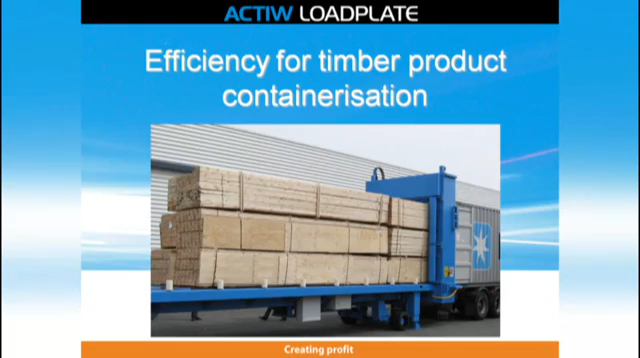 ACTIW LOADPLATE
Efficiency for timber product
containerisation
Creating profit